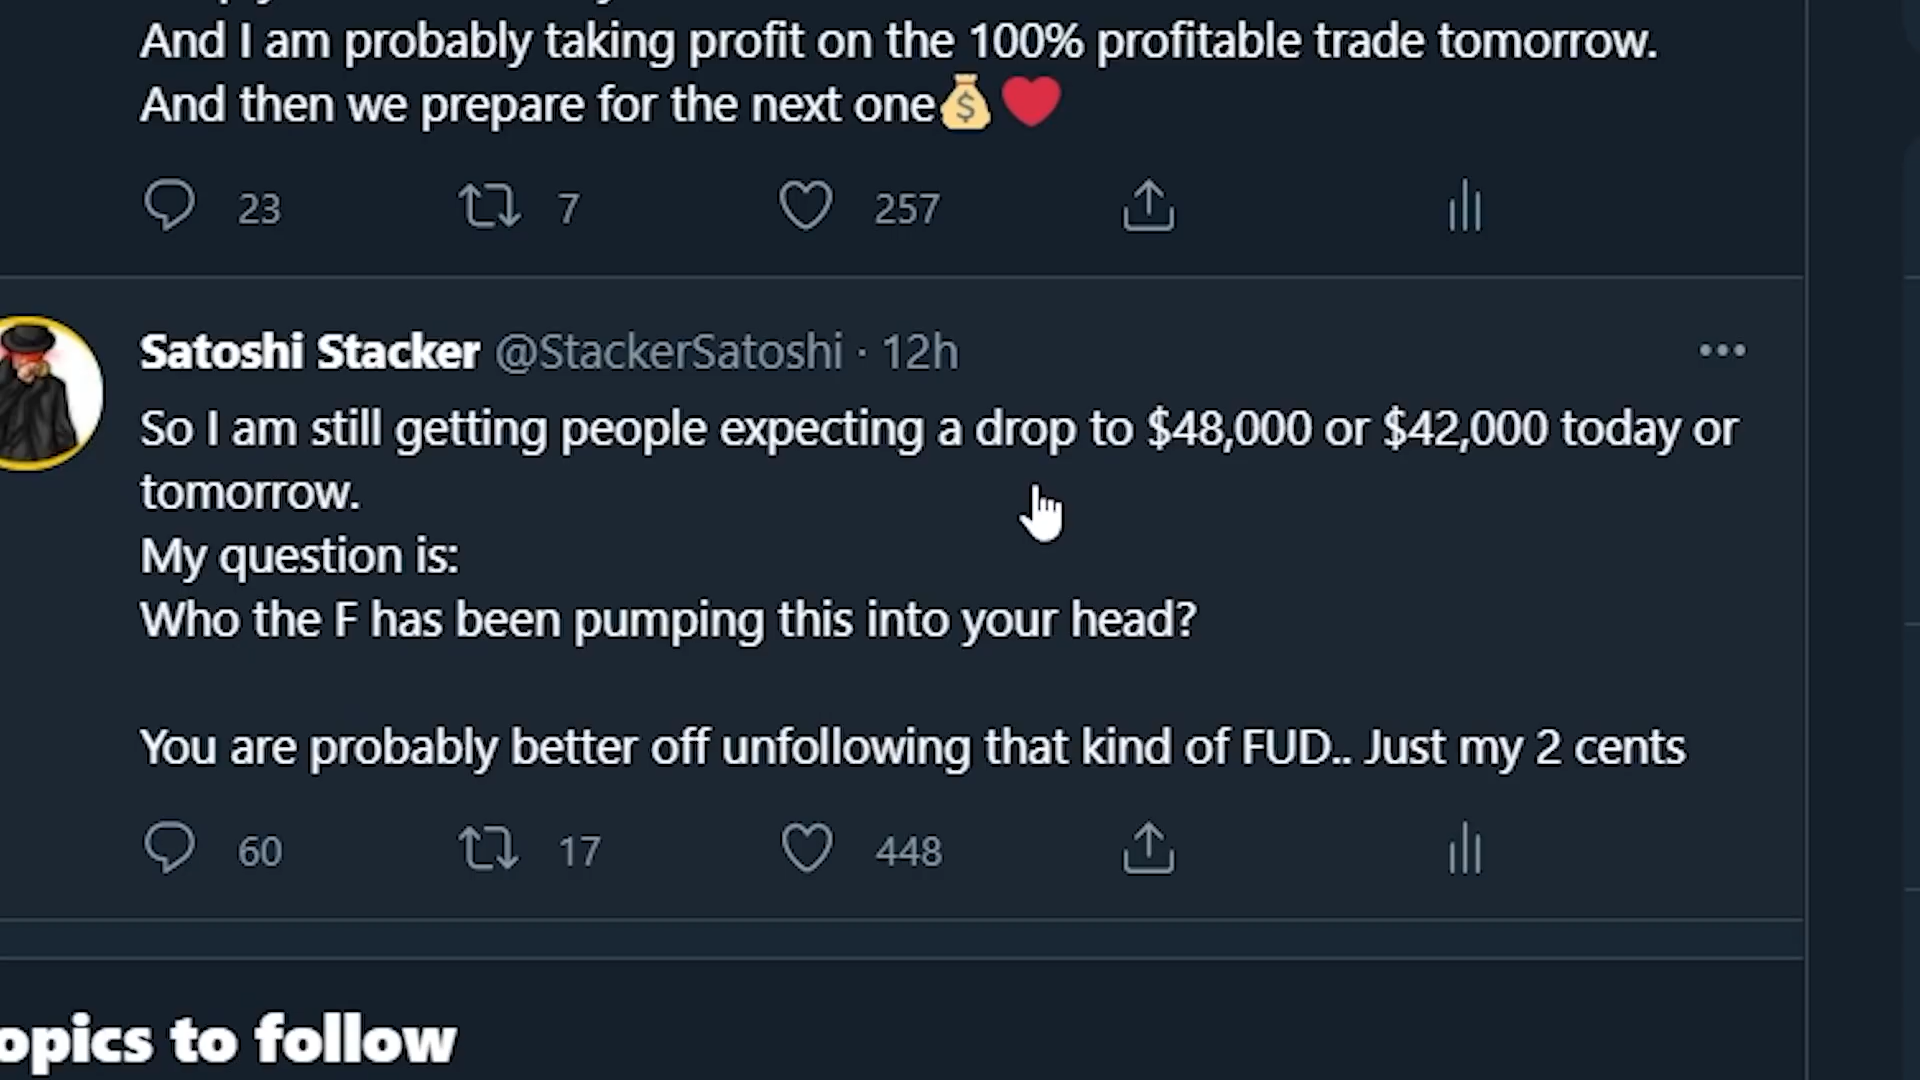 And I am probably taking profit on the 100% profitable trade tomorrow.
And then we prepare for the next one💰❤️
23 7 257
Satoshi Stacker @StackerSatoshi · 12h
So I am still getting people expecting a drop to $48,000 or $42,000 today or
tomorrow.
My question is:
Who the F has been pumping this into your head?
You are probably better off unfollowing that kind of FUD.. Just my 2 cents
60 17 448
opics to follow